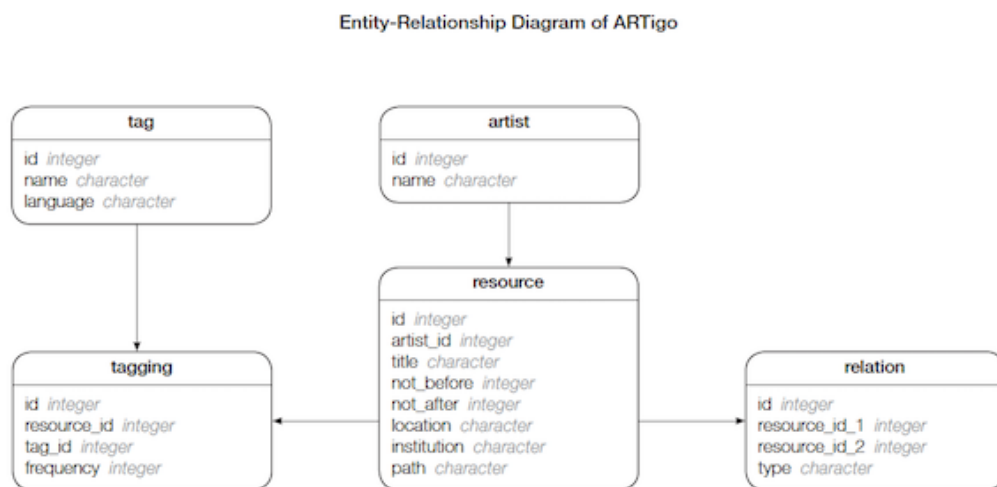 Entity-Relationship Diagram of ARTigo
tag
id integer
name character
language character
artist
id integer
name character
resource
id integer
artist_id integer
title character
not_before integer
not_after integer
location character
institution character
path character
tagging
id integer
resource_id integer
tag_id integer
frequency integer
relation
id integer
resource_id_1 integer
resource_id_2 integer
type character